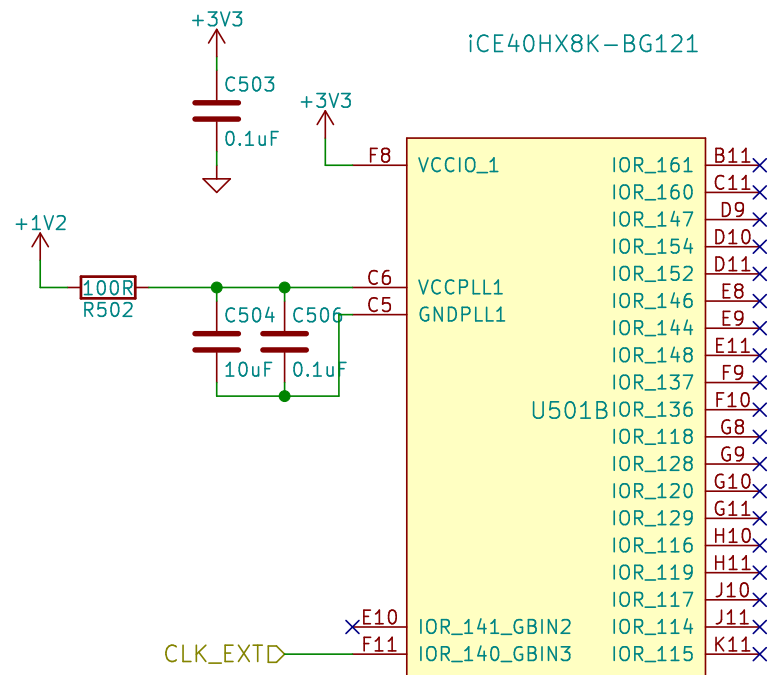 +3V3
iCE40HX8K-BG121
C503
+3V3
0.1uF
F8
VCCIO_1
IOR_161
B11
IOR_160
C11
+1V2
IOR_147
D9
IOR_154
D10
IOR_152
D11
100R
C6
VCCPLL1
IOR_146
E8
R502
C504
C506
C5
GNDPLL1
IOR_144
E9
IOR_148
E11
10uF
0.1uF
IOR_137
F9
U501B
IOR_136
F10
IOR_118
G8
IOR_128
G9
IOR_120
G10
IOR_129
G11
IOR_116
H10
IOR_119
H11
IOR_117
J10
E10
IOR_141_GBIN2
IOR_114
J11
CLK_EXT
F11
IOR_140_GBIN3
IOR_115
K11